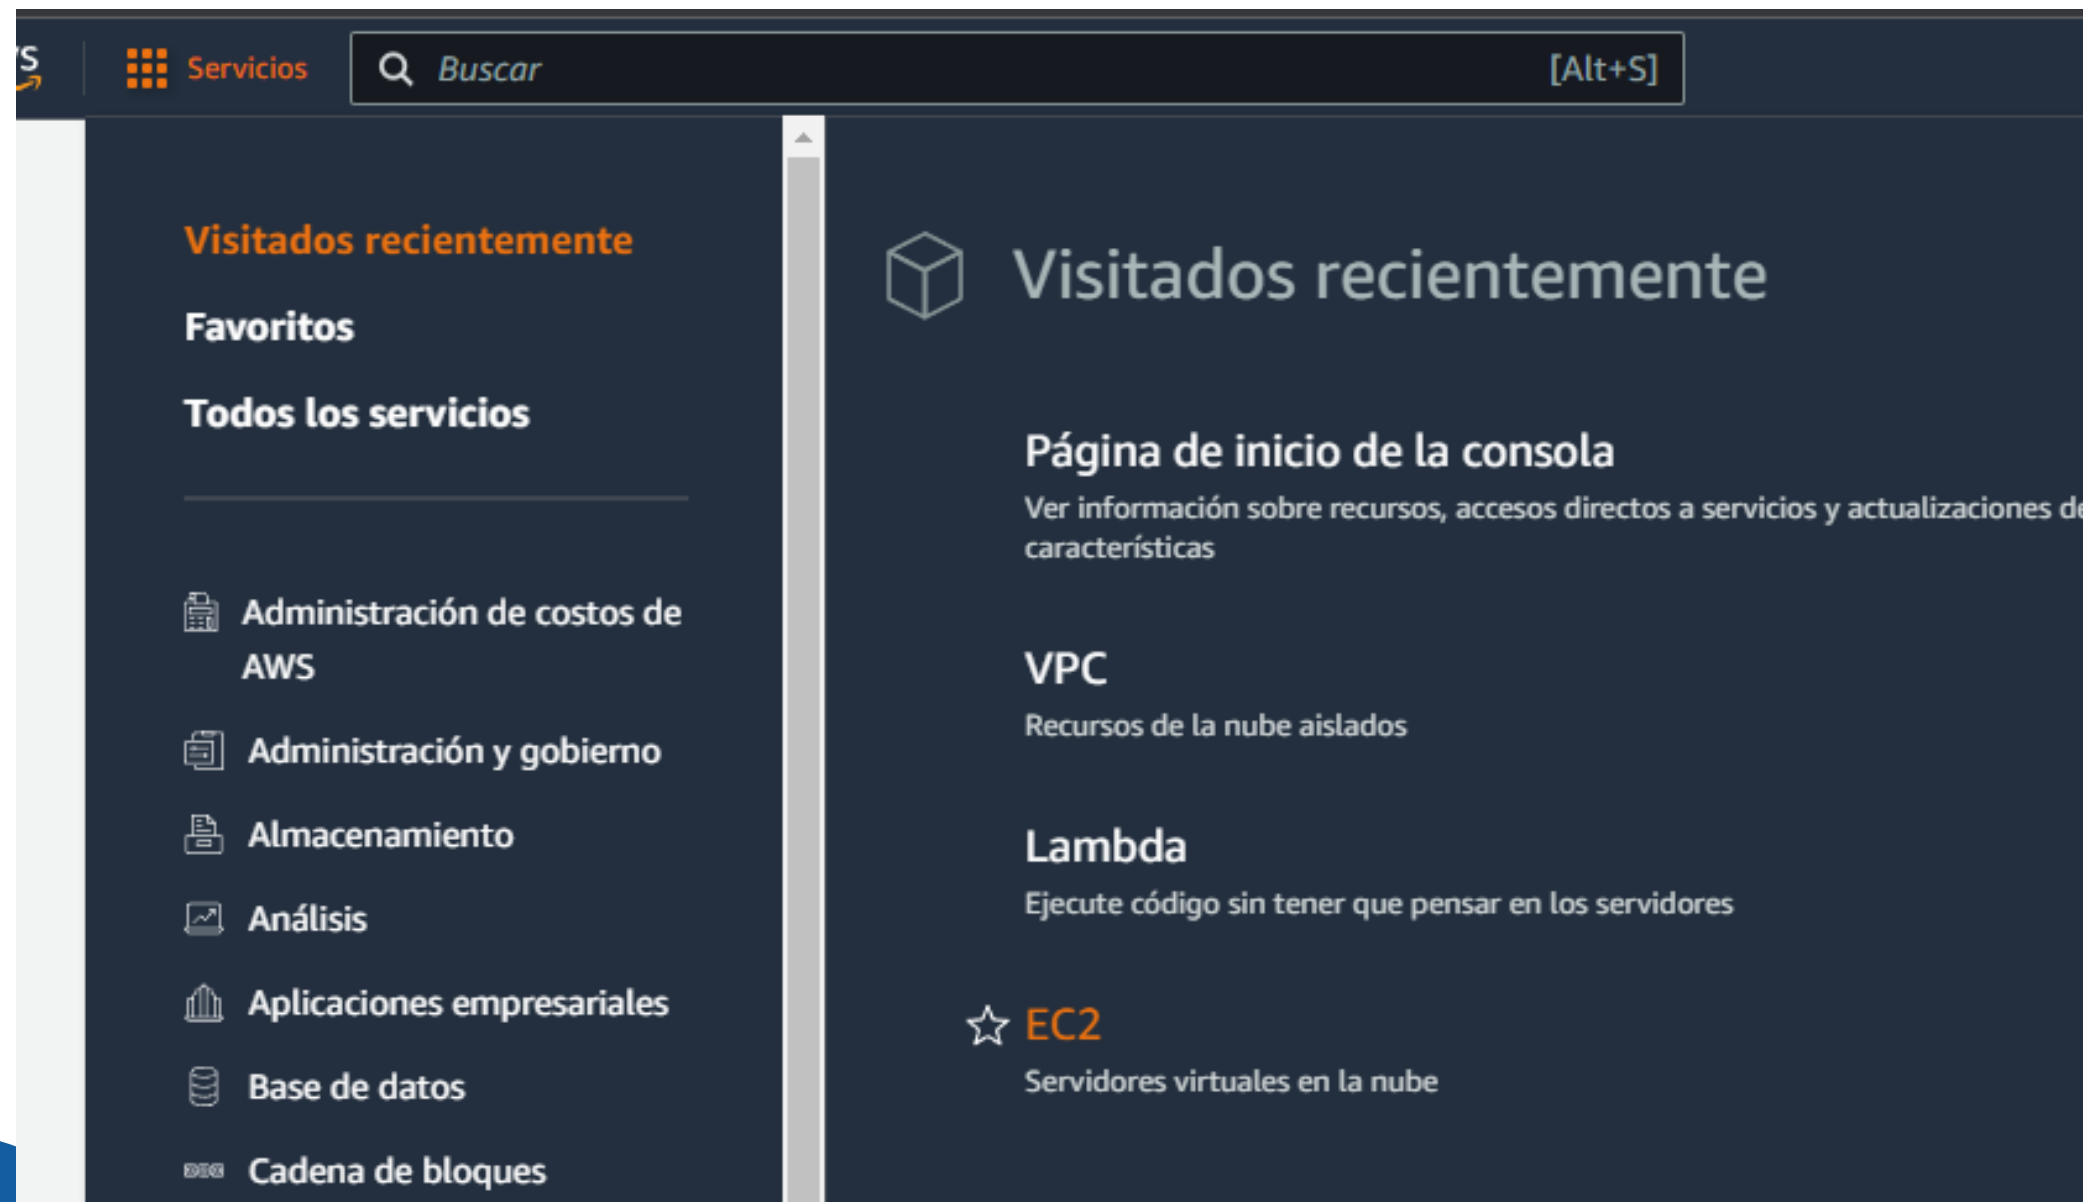 Servicios
Buscar
[Alt+S]
Visitados recientemente
Favoritos
Todos los servicios
Administración de costos de
AWS
Administración y gobierno
Almacenamiento
Análisis
Aplicaciones empresariales
Base de datos
Cadena de bloques
Visitados recientemente
Página de inicio de la consola
Ver información sobre recursos, accesos directos a servicios y actualizaciones de
características
VPC
Recursos de la nube aislados
Lambda
Ejecute código sin tener que pensar en los servidores
EC2
Servidores virtuales en la nube